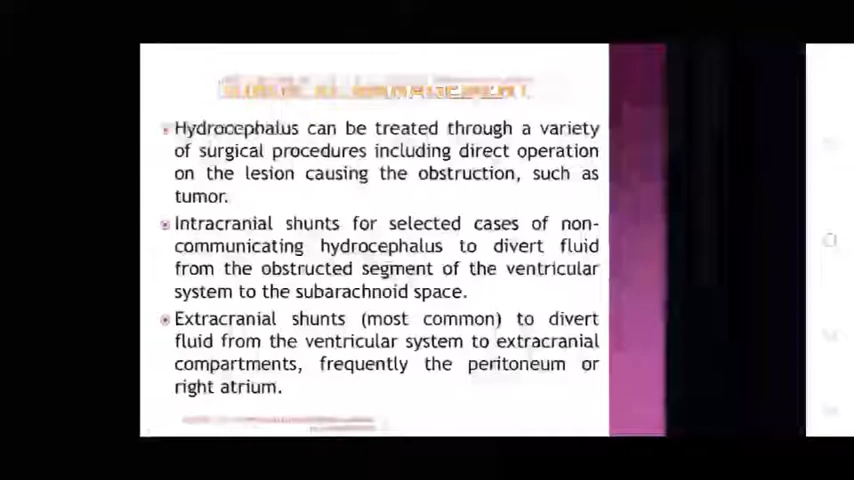 Hydrocephalus can be treated through a variety
of surgical procedures including direct operation
on the lesion causing the obstruction, such as
tumor.
Intracranial shunts for selected cases of non-
communicating hydrocephalus to divert fluid
from the obstructed segment of the ventricular
system to the subarachnoid space.
Extracranial shunts (most common) to divert
fluid from the ventricular system to extracranial
compartments, frequently the peritoneum or
right atrium.